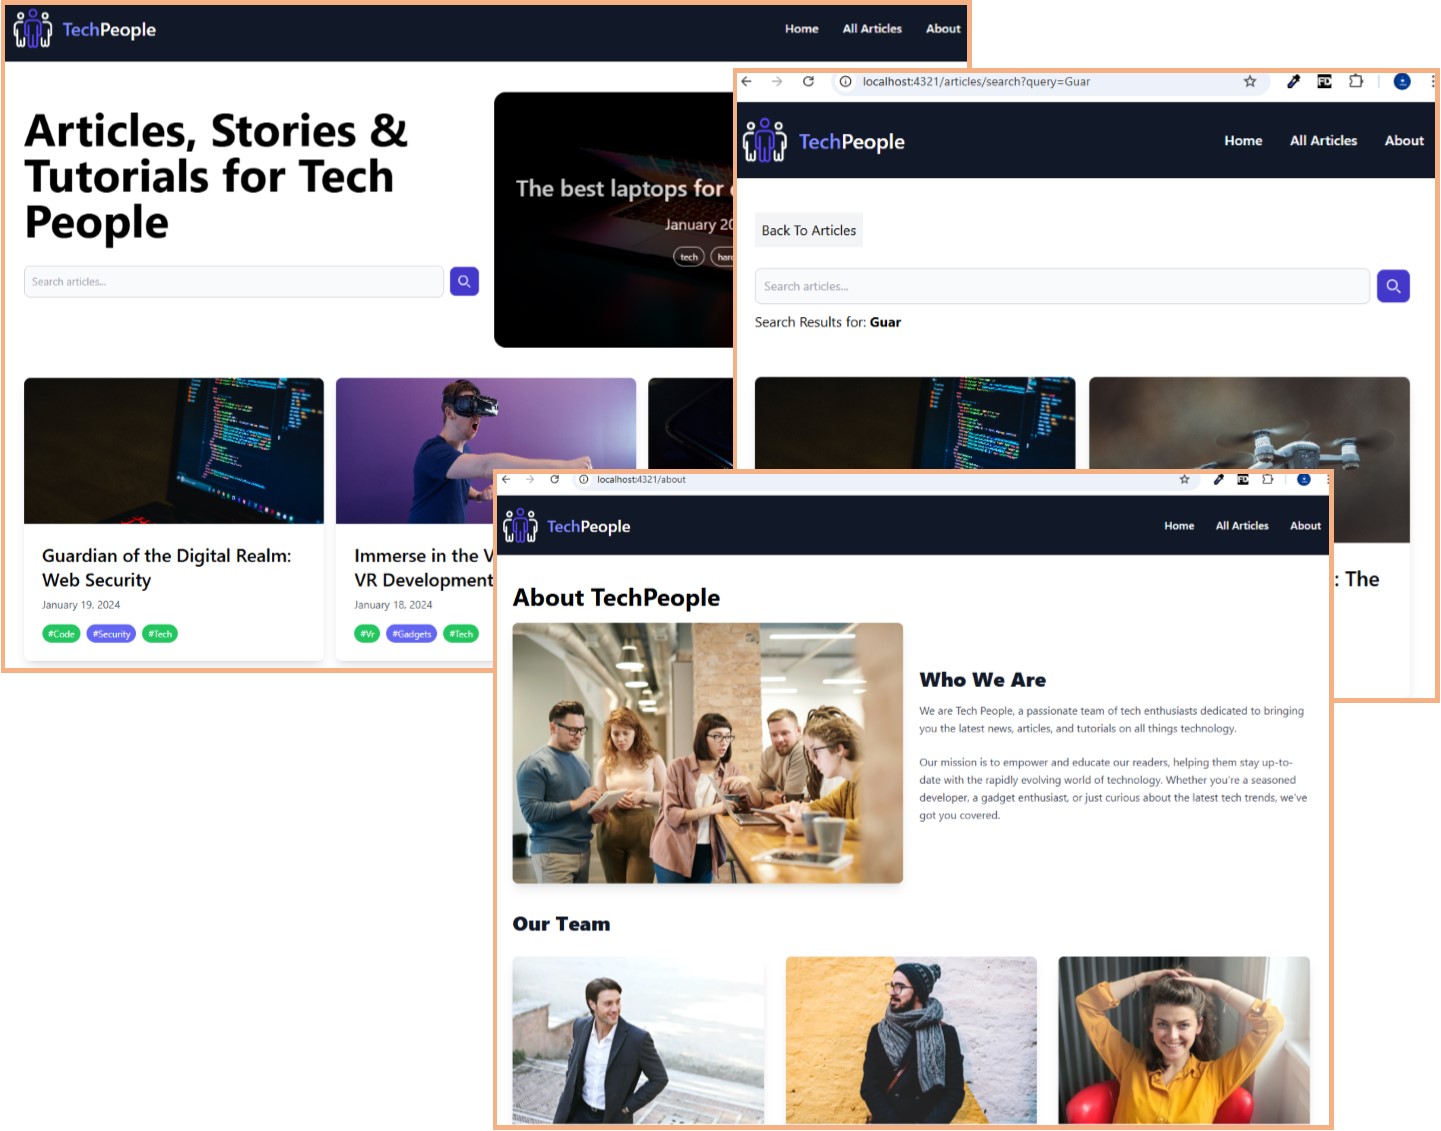 TechPeople
Home All Articles About
Articles, Stories &
Tutorials for Tech
People
Search articles...
The best laptops for
January 20
tech
Guardian of the Digital Realm:
Web Security
January 19, 2024
#Code #Security #Tech
Immerse in the V
VR Development
January 18, 2024
#Vr #Gadgets #Tech
localhost:4321/articles/search?query=Guar
TechPeople
Home All Articles About
Back To Articles
Search articles...
Search Results for: Guar
: The
localhost:4321/about
TechPeople
Home All Articles About
About TechPeople
Who We Are
We are Tech People, a passionate team of tech enthusiasts dedicated to bringing
you the latest news, articles, and tutorials on all things technology.
Our mission is to empower and educate our readers, helping them stay up-to-
date with the rapidly evolving world of technology. Whether you're a seasoned
developer, a gadget enthusiast, or just curious about the latest tech trends, we've
got you covered.
Our Team